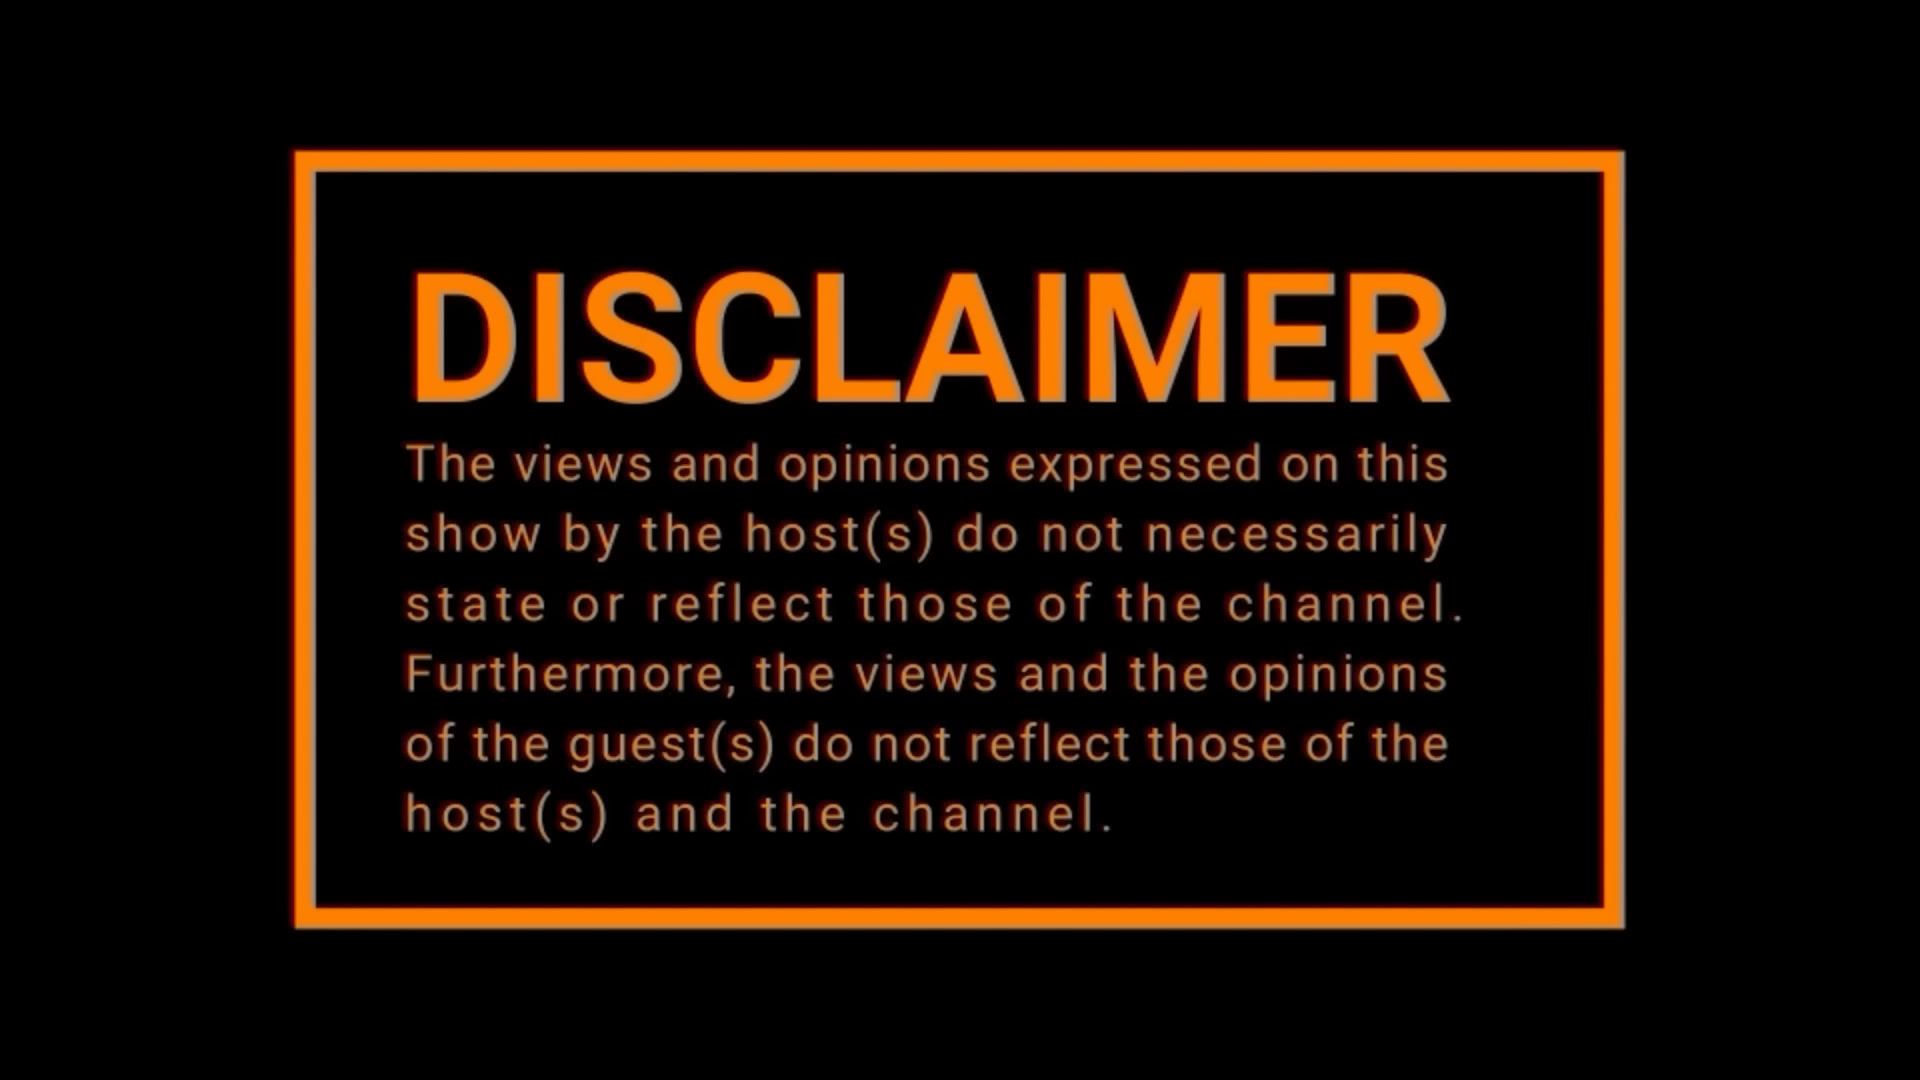 DISCLAIMER
The views and opinions expressed on this
show by the host(s) do not necessarily
state or reflect those of the channel.
Furthermore, the views and the opinions
of the guest(s) do not reflect those of the
host(s) and the channel.